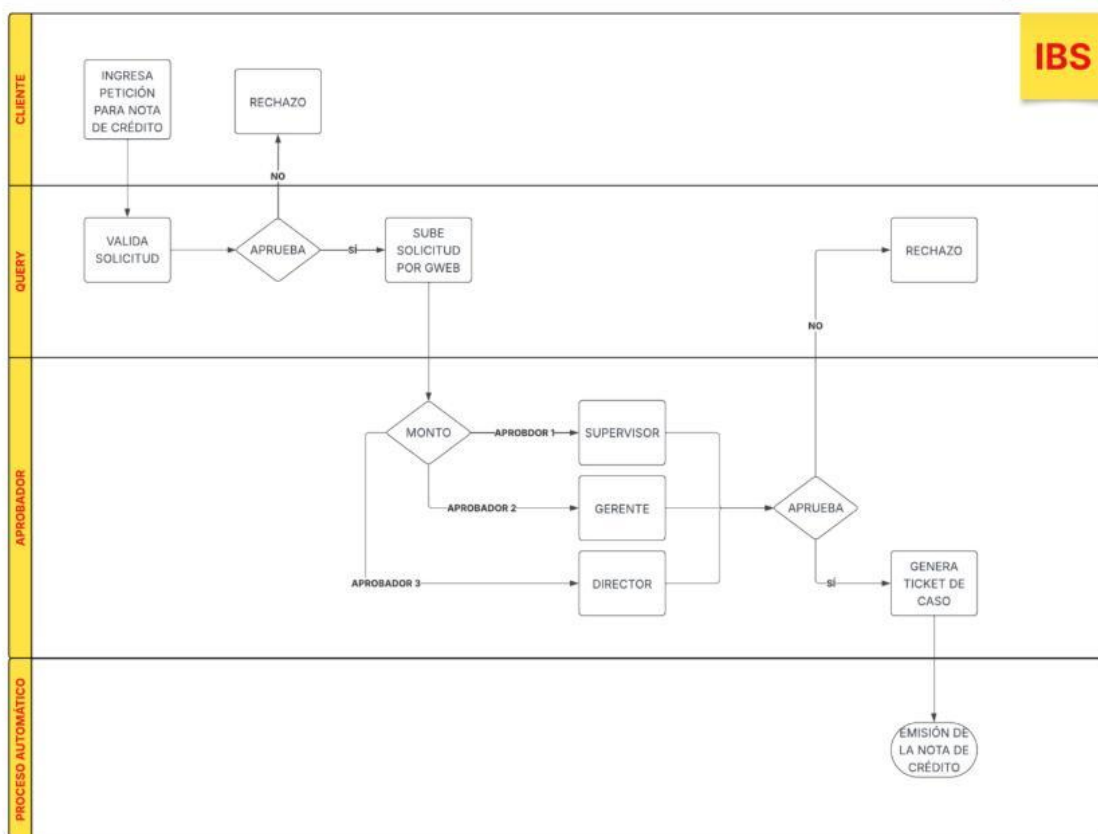 IBS
CLIENTE
INGRESA
PETICIÓN
PARA NOTA
DE CRÉDITO
RECHAZO
NO
QUERY
VALIDA
SOLICITUD
APRUEBA
SÍ
SUBE
SOLICITUD
POR GWEB
RECHAZO
NO
APROBADOR
MONTO
APROBDOR 1
SUPERVISOR
APROBADOR 2
GERENTE
APRUEBA
APROBADOR 3
DIRECTOR
SÍ
GENERA
TICKET DE
CASO
PROCESO AUTOMÁTICO
EMISIÓN DE
LA NOTA DE
CRÉDITO